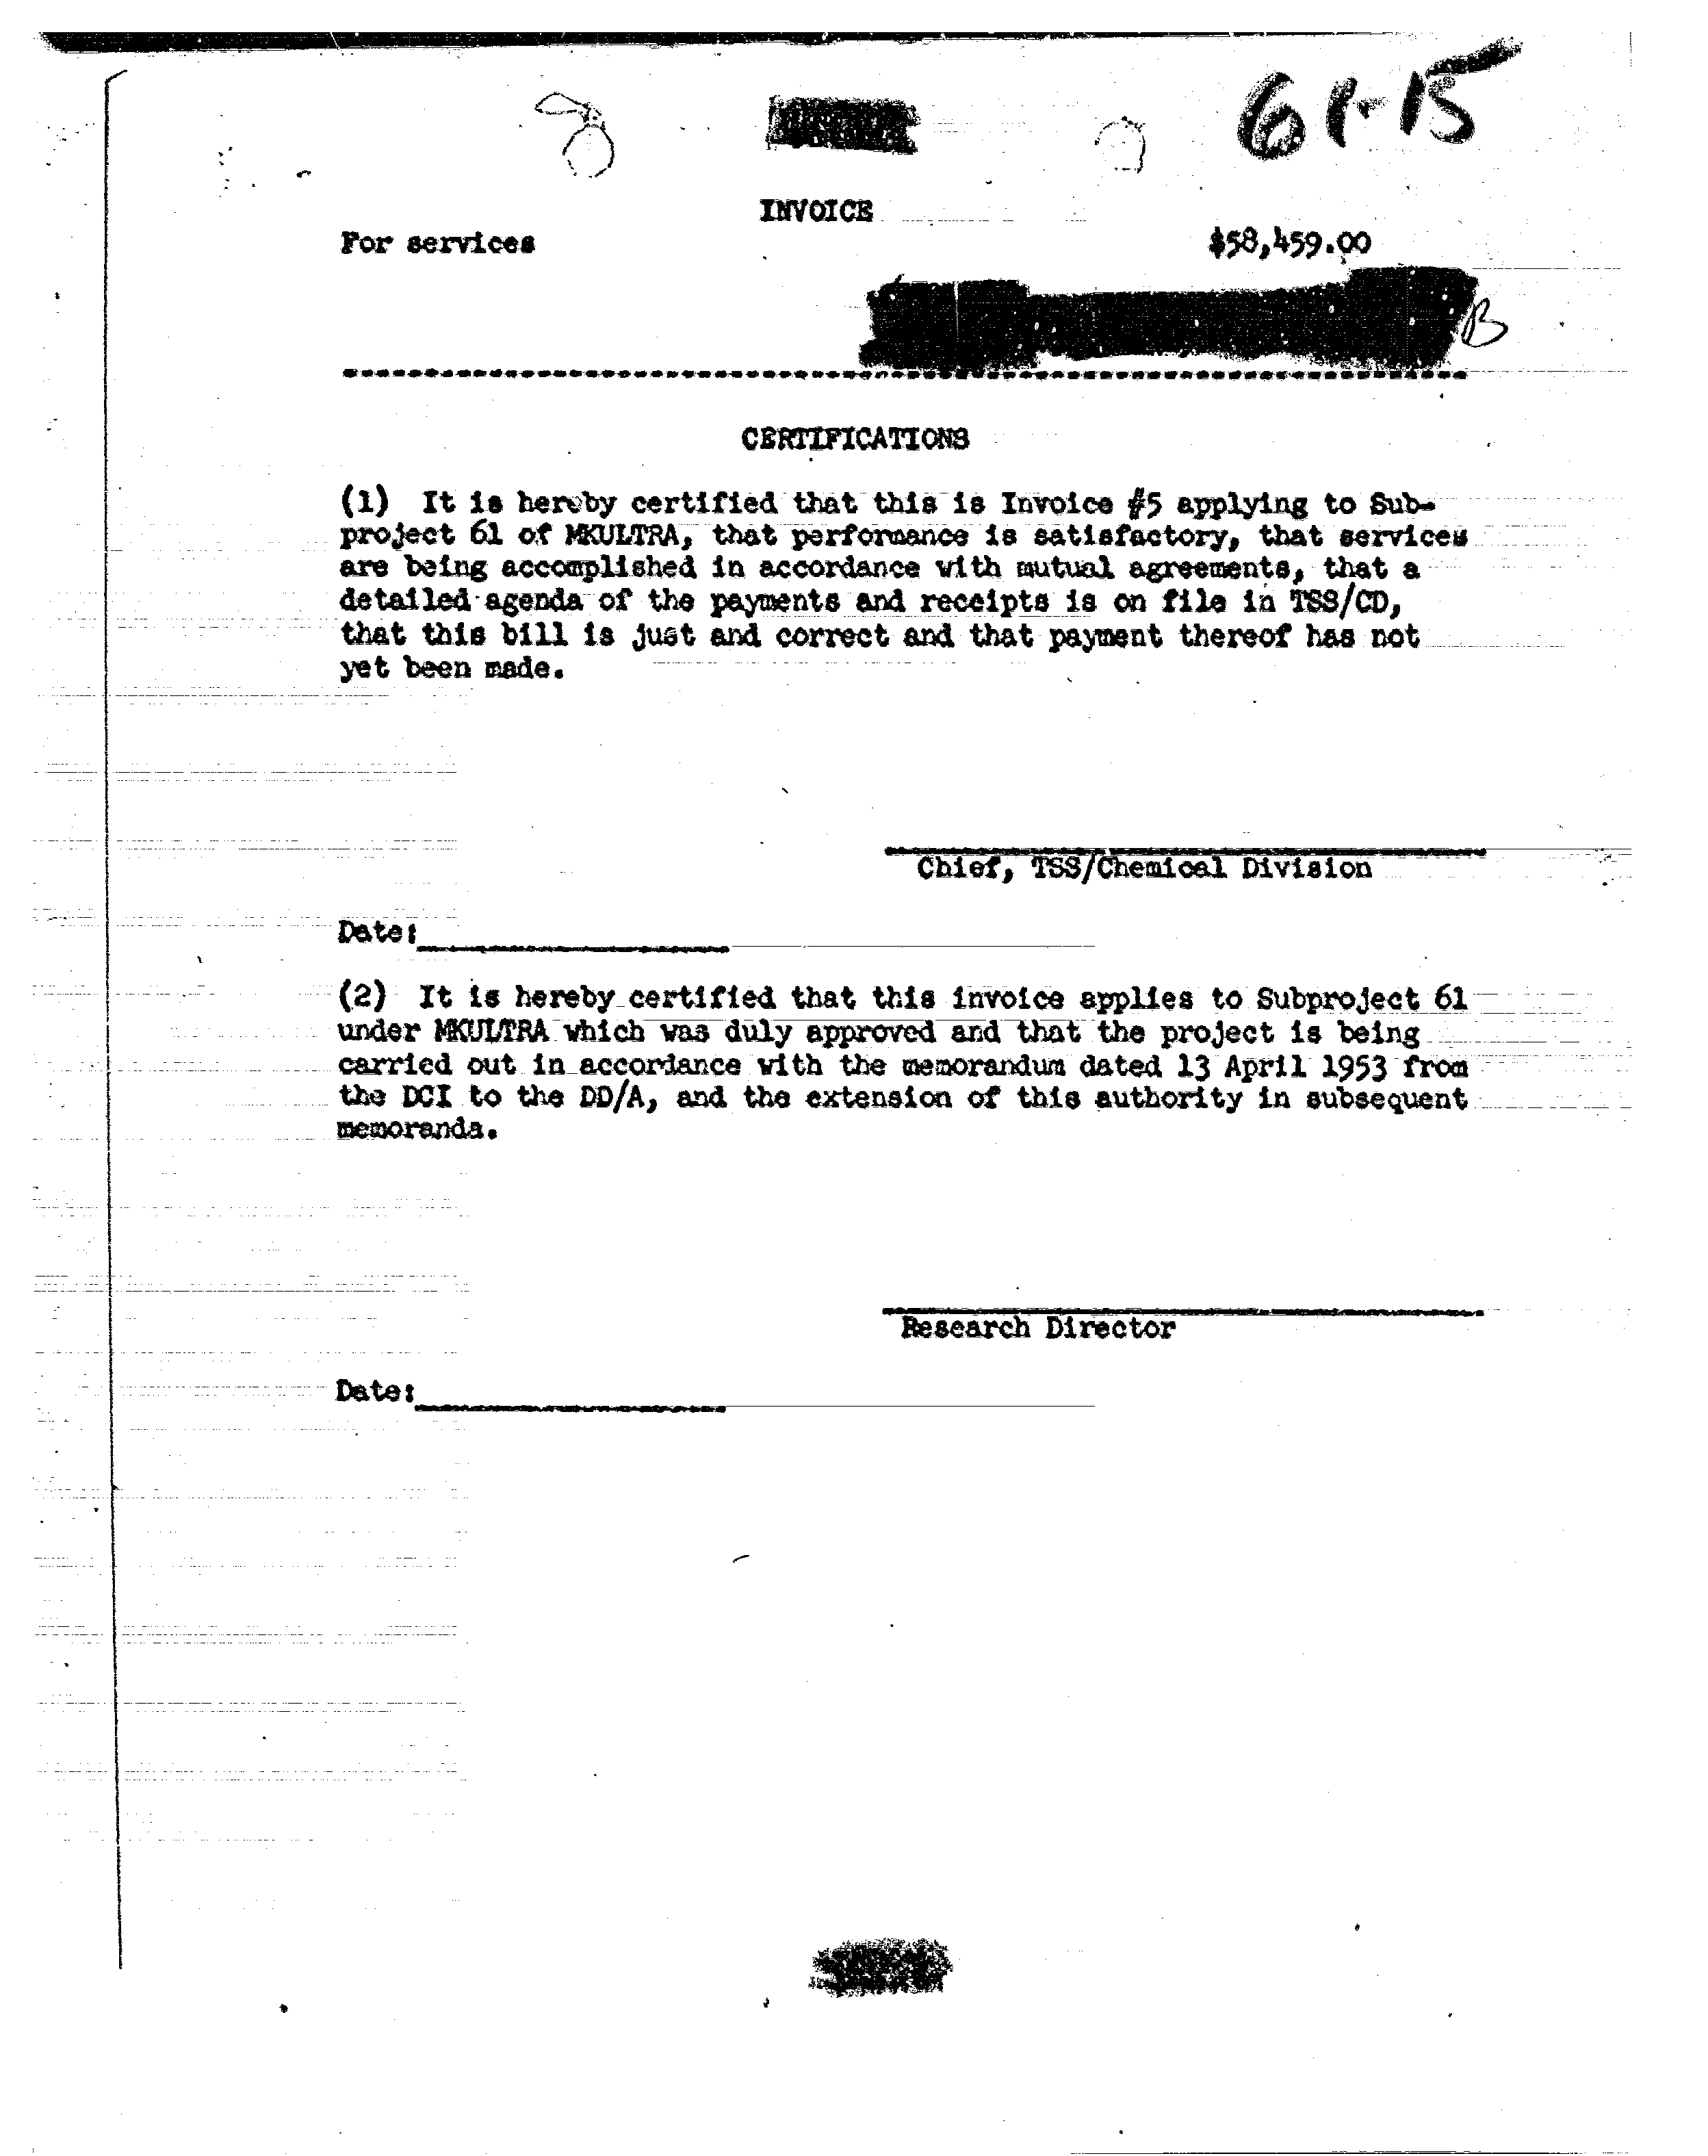 61-15
INVOICE
For services $58,459.00
B
CERTIFICATIONS
(1) It is hereby certified that this is Invoice #5 applying to Sub-
project 61 of MKULTRA, that performance is satisfactory, that services
are being accomplished in accordance with mutual agreements, that a
detailed agenda of the payments and receipts is on file in TSS/CD,
that this bill is just and correct and that payment thereof has not
yet been made.
Chief, TSS/Chemical Division
Date:
(2) It is hereby certified that this invoice applies to Subproject 61
under MKULTRA which was duly approved and that the project is being
carried out in accordance with the memorandum dated 13 April 1953 from
the DCI to the DD/A, and the extension of this authority in subsequent
memoranda.
Research Director
Date: